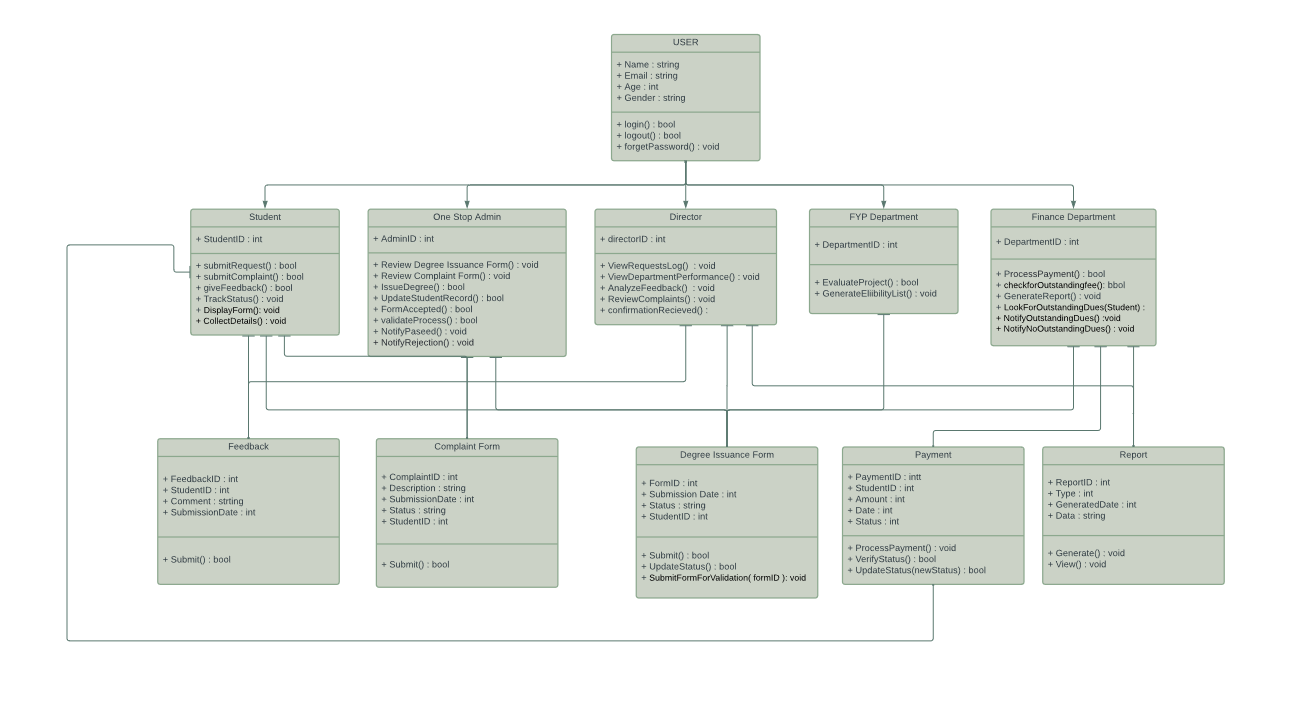 USER
+ Name : string
+ Email : string
+ Age : int
+ Gender : string
+ login() : bool
+ logout() : bool
+ forgetPassword() : void
Student
+ StudentID : int
+ submitRequest() : bool
+ submitComplaint() : bool
+ giveFeedback() : bool
+ TrackStatus() : void
+ DisplayForm(): void
+ CollectDetails() : void
One Stop Admin
+ AdminID : int
+ Review Degree Issuance Form() : void
+ Review Complaint Form() : void
+ IssueDegree() : bool
+ UpdateStudentRecord() : bool
+ FormAccepted() : bool
+ validateProcess() : bool
+ NotifyPaseed() : void
+ NotifyRejection() : void
Director
+ directorID : int
+ ViewRequestsLog() : void
+ ViewDepartmentPerformance() : void
+ AnalyzeFeedback() : void
+ ReviewComplaints() : void
+ confirmationRecieved() :
FYP Department
+ DepartmentID : int
+ EvaluateProject() : bool
+ GenerateEliibilityList() : void
Finance Department
+ DepartmentID : int
+ ProcessPayment() : bool
+ checkforOutstandingfee(): bbol
+ GenerateReport() : void
+ LookForOutstandingDues(Student) :
+ NotifyOutstandingDues() :void
+ NotifyNoOutstandingDues() : void
Feedback
+ FeedbackID : int
+ StudentID : int
+ Comment : strting
+ SubmissionDate : int
+ Submit() : bool
Complaint Form
+ ComplaintID : int
+ Description : string
+ SubmissionDate : int
+ Status : string
+ StudentID : int
+ Submit() : bool
Degree Issuance Form
+ FormID : int
+ Submission Date : int
+ Status : string
+ StudentID : int
+ Submit() : bool
+ UpdateStatus() : bool
+ SubmitFormForValidation( formID ): void
Payment
+ PaymentID : intt
+ StudentID : int
+ Amount : int
+ Date : int
+ Status : int
+ ProcessPayment() : void
+ VerifyStatus() : bool
+ UpdateStatus(newStatus) : bool
Report
+ ReportID : int
+ Type : int
+ GeneratedDate : int
+ Data : string
+ Generate() : void
+ View() : void